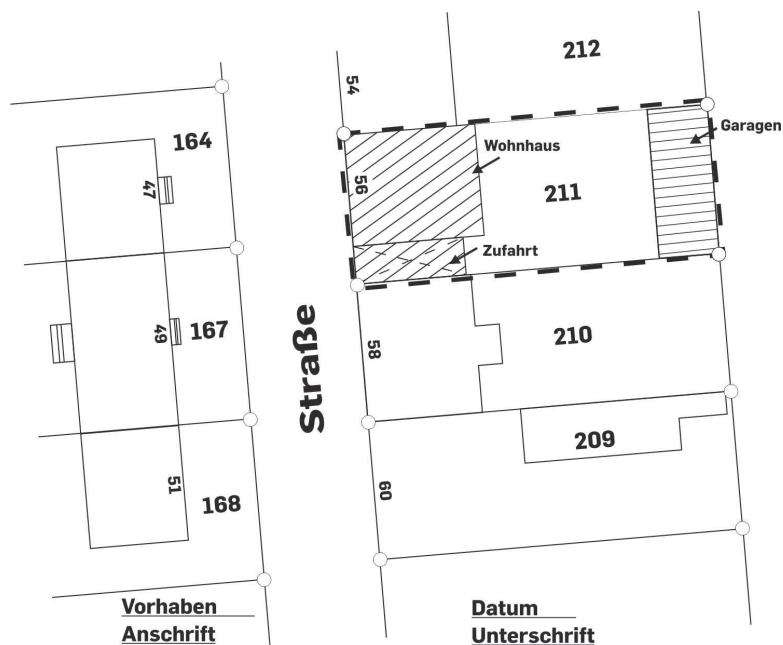 212
54
164
Garagen
Wohnhaus
47
56
211
Zufahrt
49
167
Straße
58
210
209
51
168
60
Vorhaben
Anschrift
Datum
Unterschrift